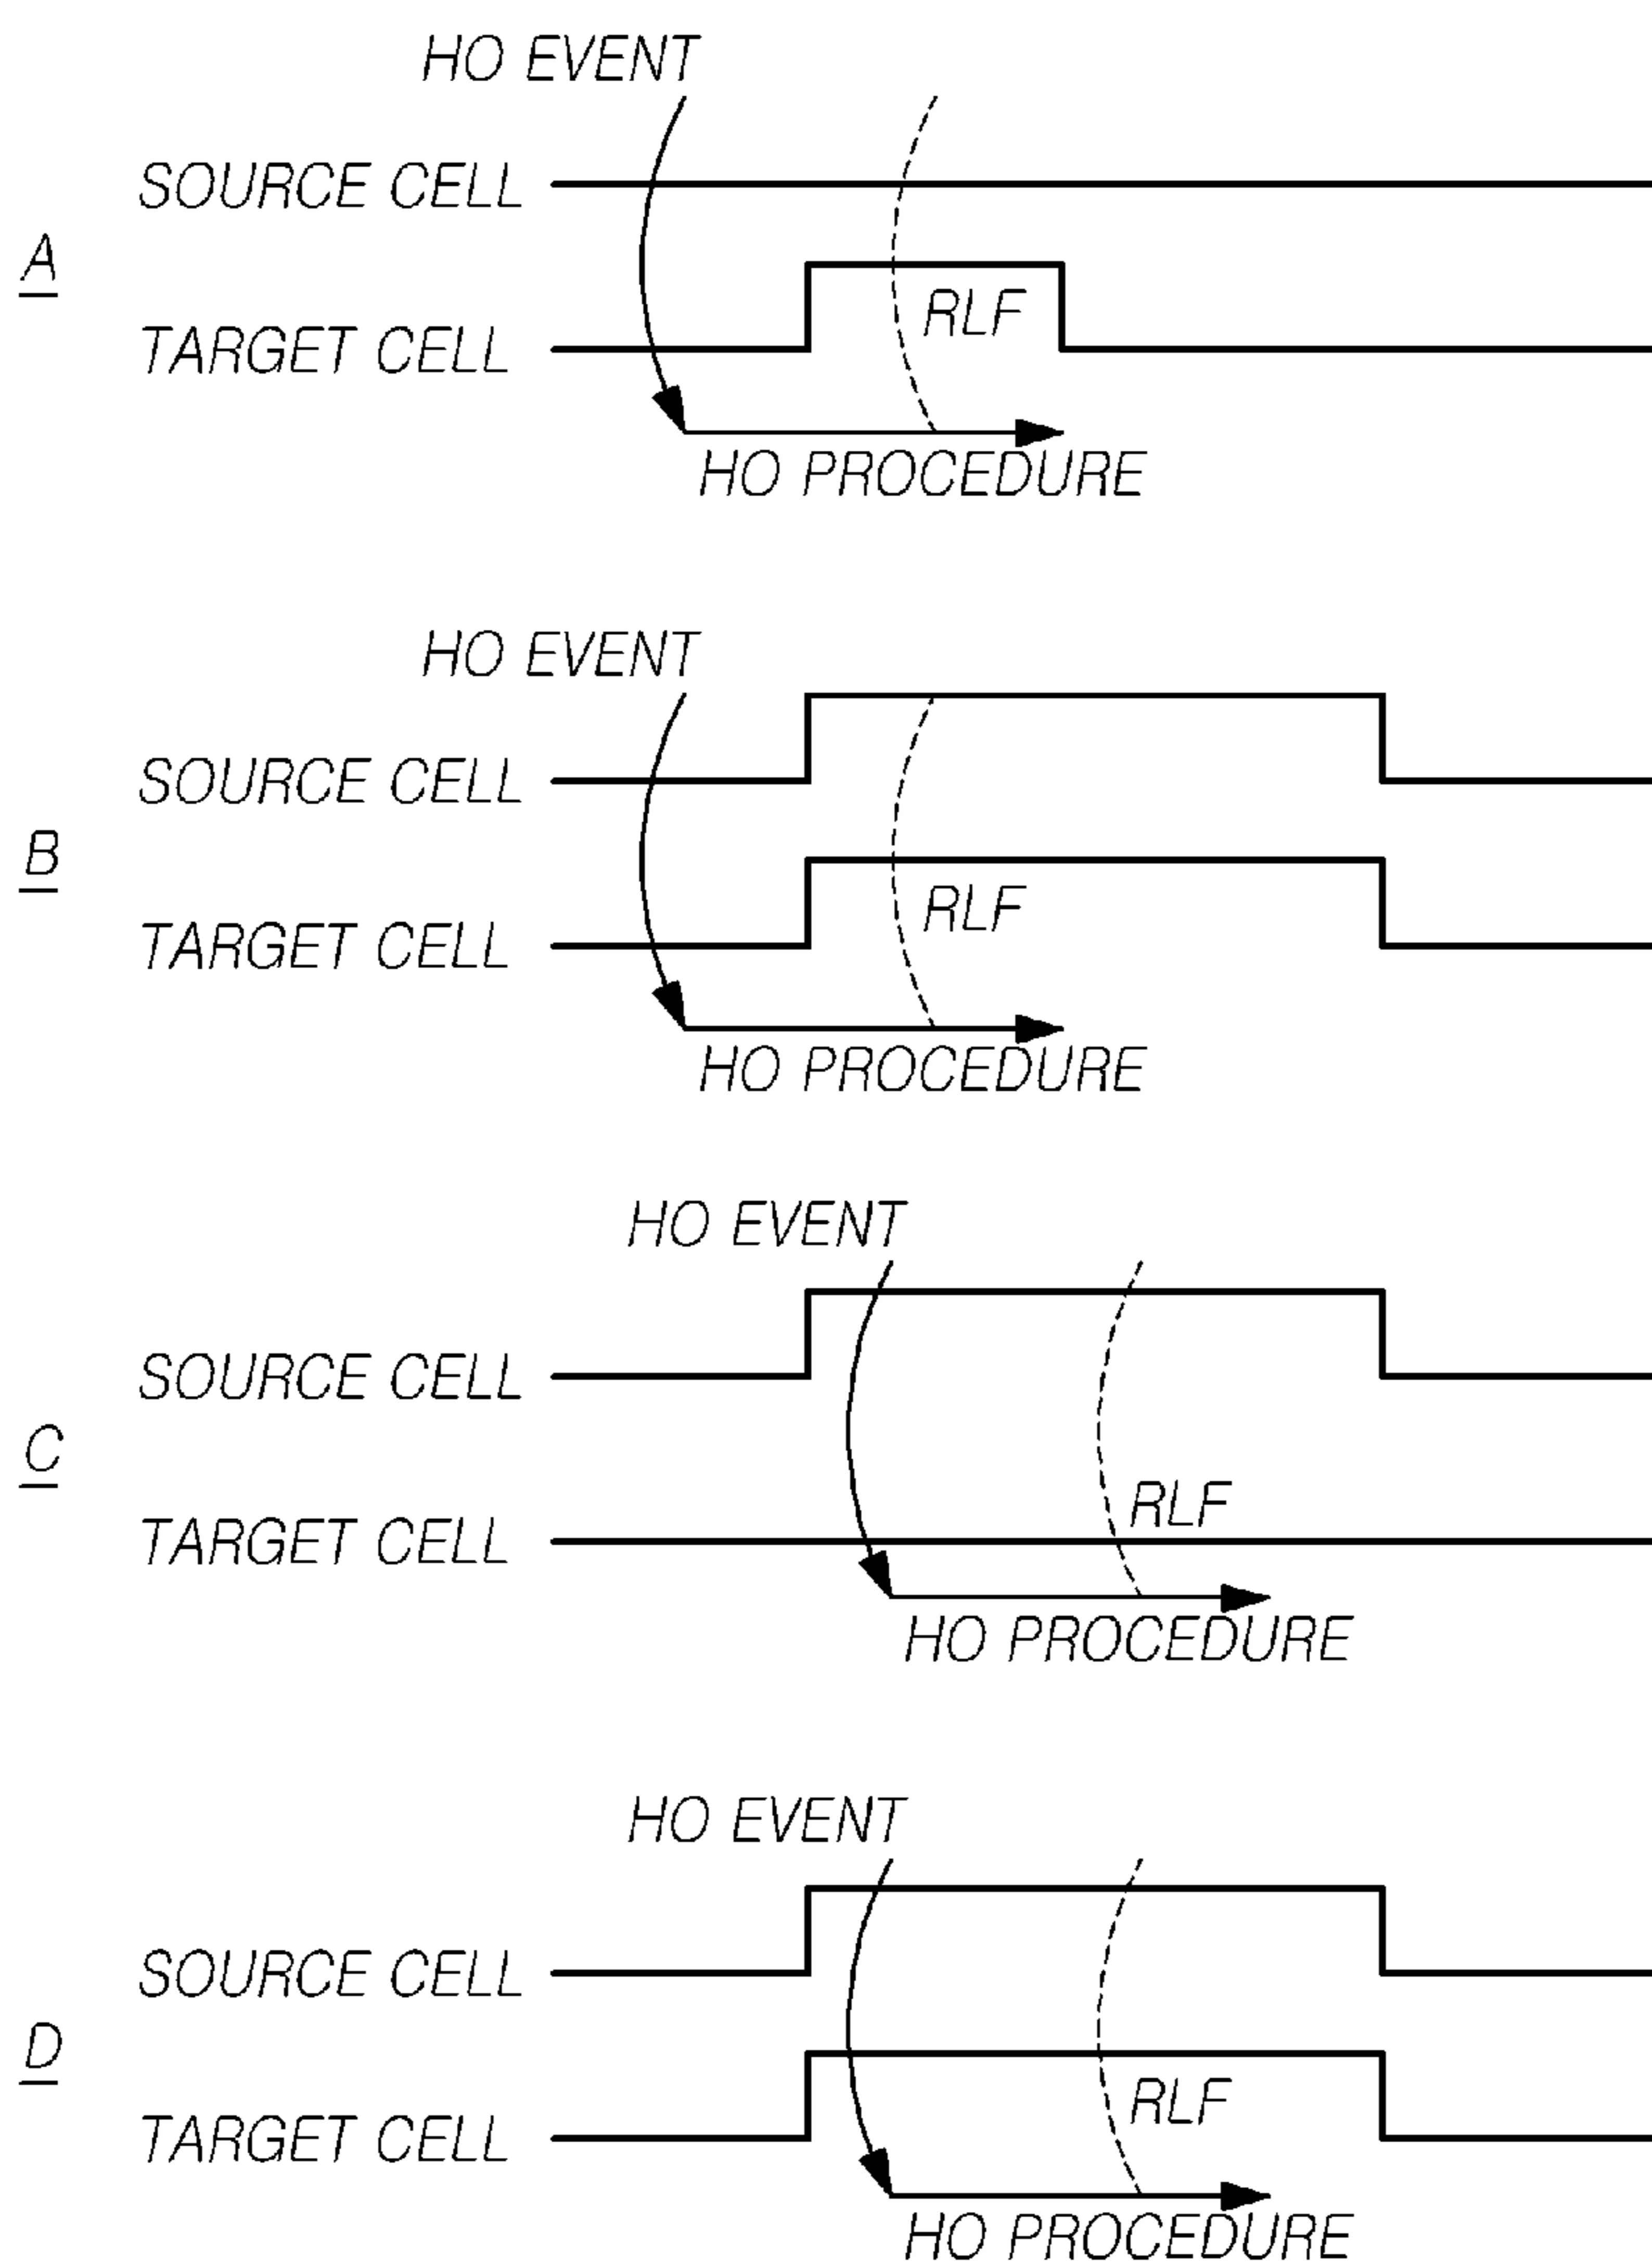 HO EVENT
SOURCE CELL
A
RLF
TARGET CELL
HO PROCEDURE
HO EVENT
SOURCE CELL
B
RLF
TARGET CELL
HO PROCEDURE
HO EVENT
SOURCE CELL
C
RLF
TARGET CELL
HO PROCEDURE
HO EVENT
SOURCE CELL
D
RLF
TARGET CELL
HO PROCEDURE